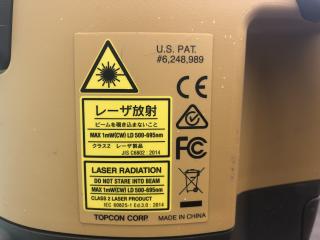 U.S. PAT.
#6,248,989
CE
レーザ放射
ビームを覗き込まないこと
MAX 1mW(CW) LD 500-695nm
クラス2 レーザ製品
JIS C6802 : 2014
FC
LASER RADIATION
DO NOT STARE INTO BEAM
MAX 1mW(CW) LD 500-695nm
CLASS 2 LASER PRODUCT
IEC 60825-1 Ed.3.0 : 2014
TOPCON CORP.
MADE IN CHINA